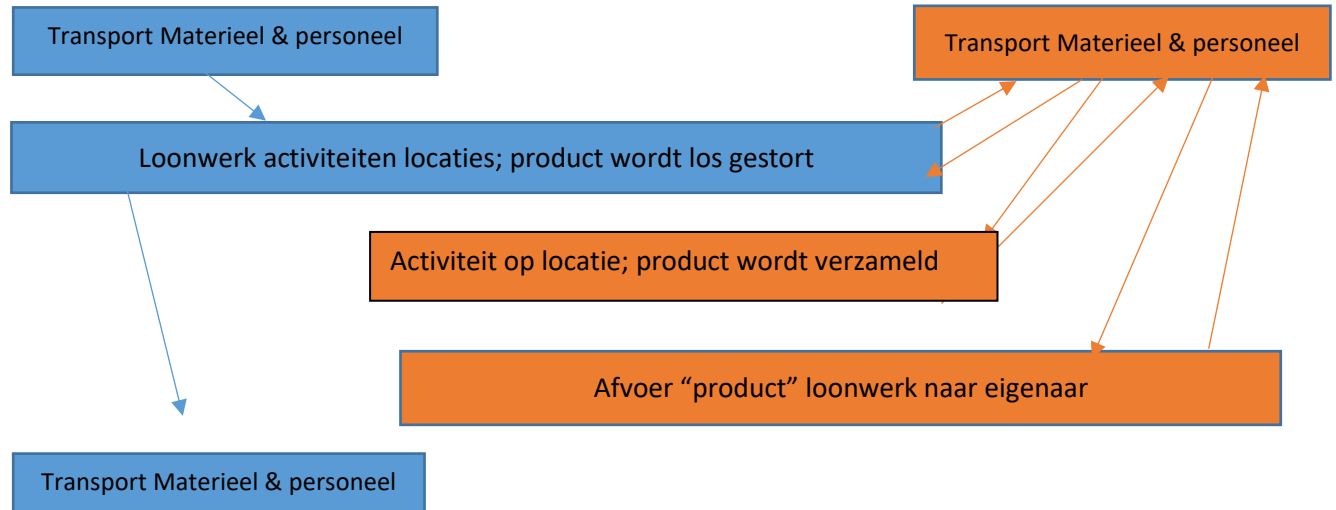 Transport Materieel & personeel
Transport Materieel & personeel
Loonwerk activiteiten locaties; product wordt los gestort
Activiteit op locatie; product wordt verzameld
Afvoer “product” loonwerk naar eigenaar
Transport Materieel & personeel